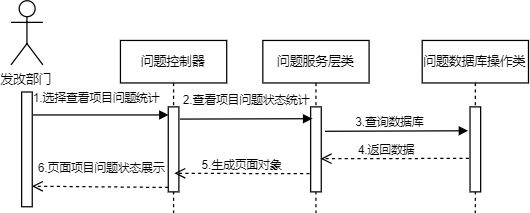 问题控制器
问题服务层类
问题数据库操作类
发改部门
1.选择查看项目问题统计
2.查看项目问题状态统计
3.查询数据库
4.返回数据
5.生成页面对象
6.页面项目问题状态展示